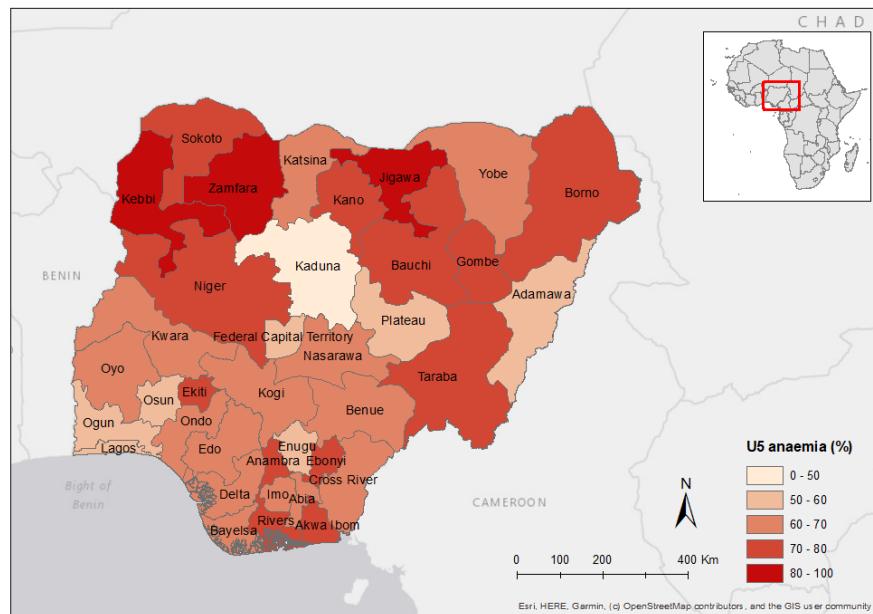 CHAD
Sokoto
Katsina
Jigawa
Yobe
Kebbi
Zamfara
Kano
Borno
BENIN
Kaduna
Bauchi
Gombe
Niger
Adamawa
Plateau
Kwara
Federal Capital Territory
Nasarawa
Oyo
Taraba
Ekiti
Kogi
Osun
Benue
Ogun
Ondo
Lagos
Edo
Enugu
Anambra
Ebonyi
Cross River
Bight of
Benin
Delta
Imo
Abia
Rivers
Akwa Ibom
Bayelsa
CAMEROON
N
0 100 200 300 400 Km
U5 anaemia (%)
0 - 50
50 - 60
60 - 70
70 - 80
80 - 100
Esri, HERE, Garmin, (c) OpenStreetMap contributors, and the GIS user community